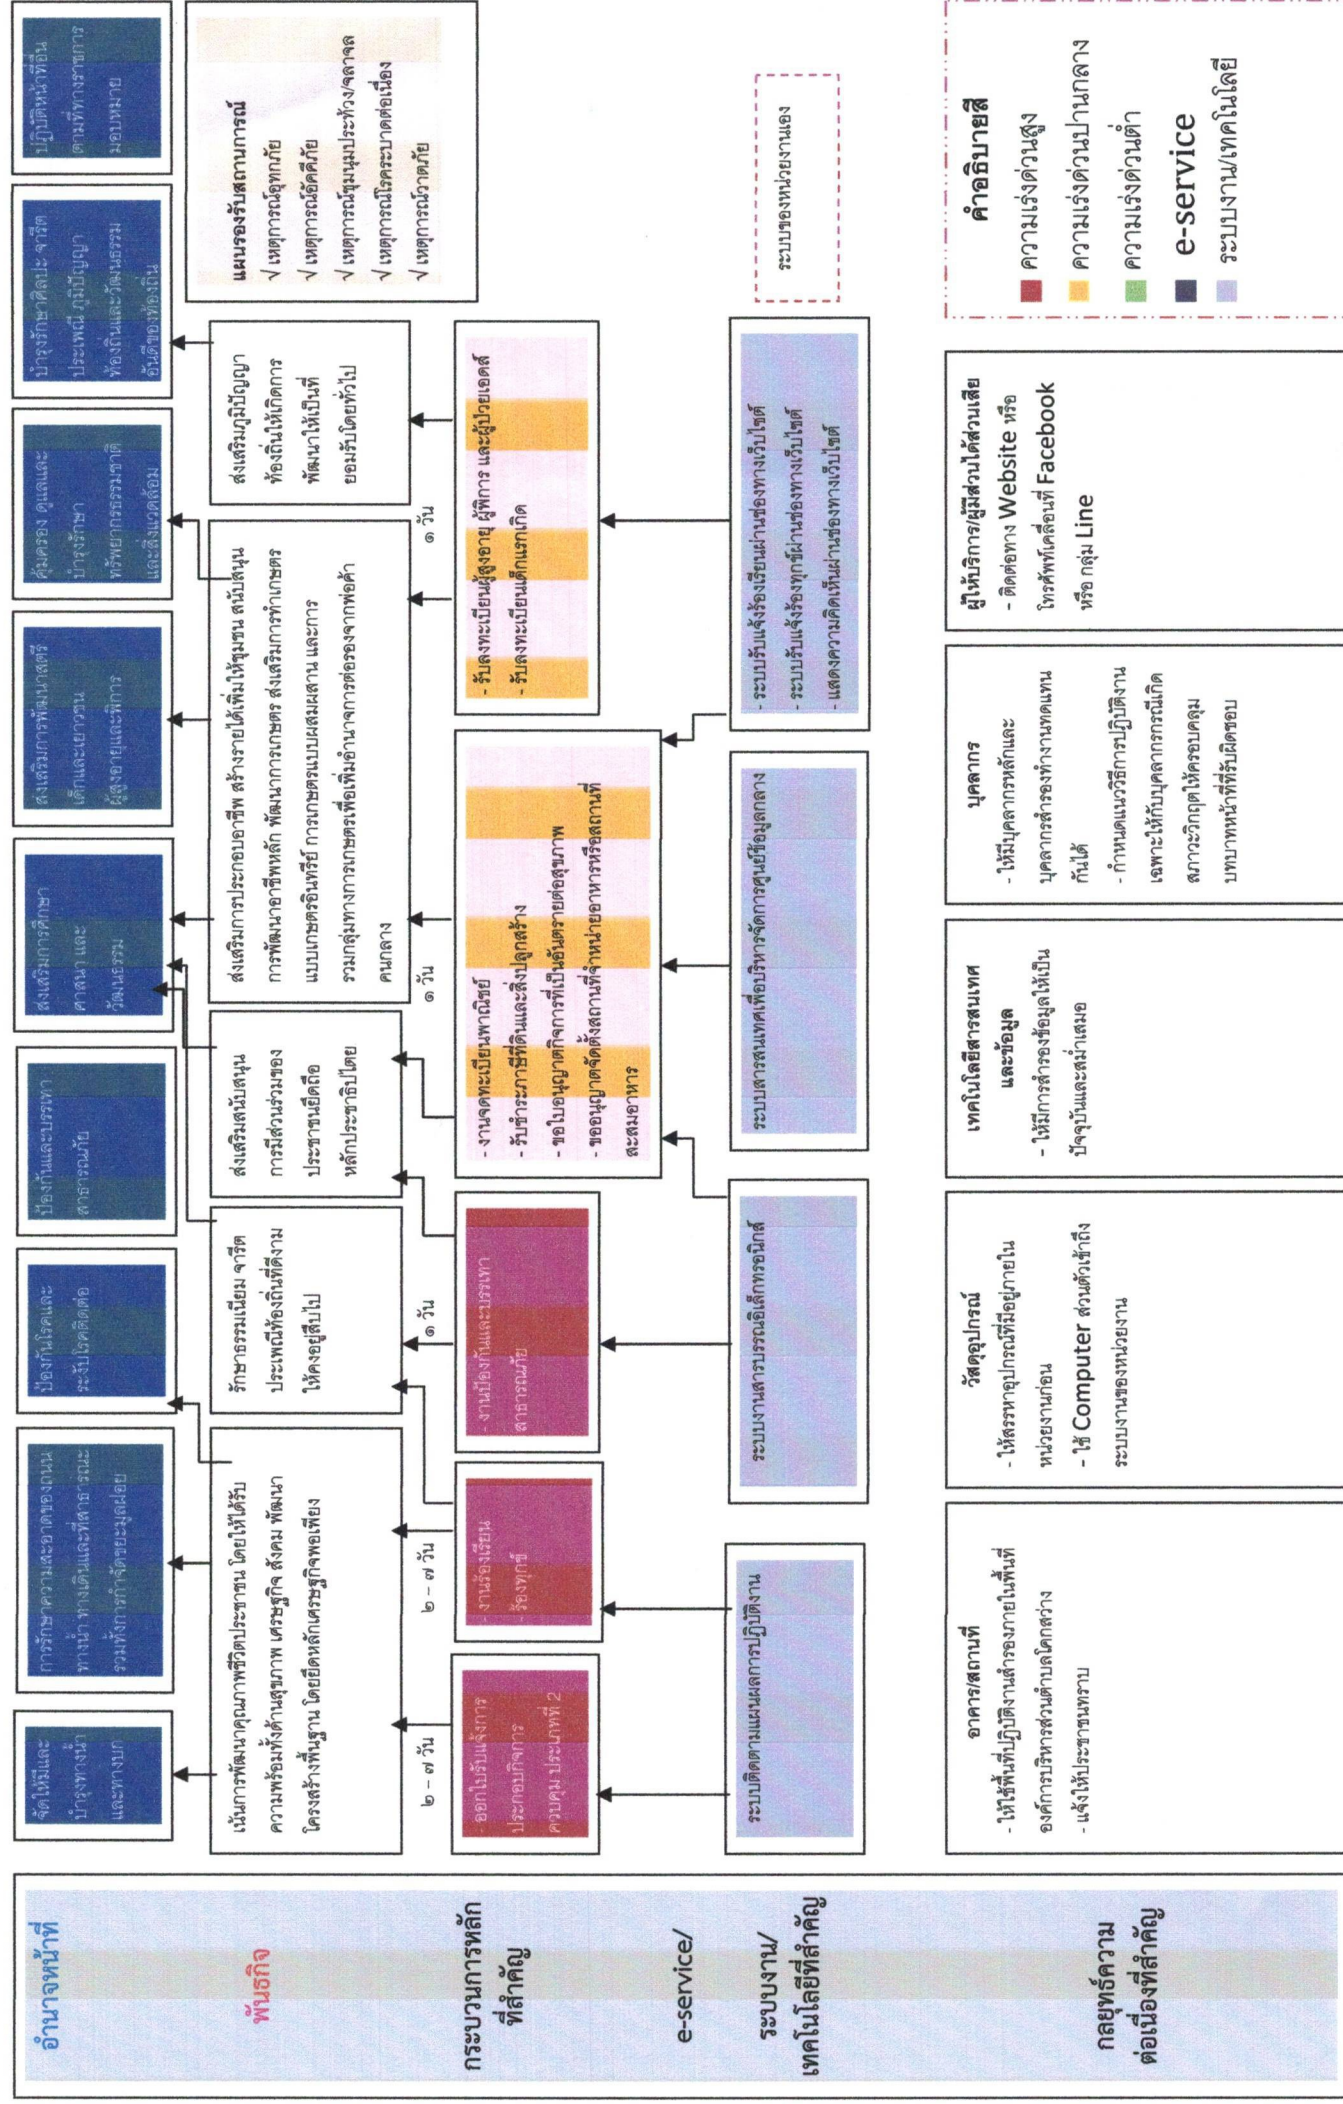 อำนาจหน้าที่
จัดให้มีและ
บำรุงทางน้ำ
และทางบก
การรักษาความสะอาดของถนน
ทางน้ำ ทางเดินและที่สาธารณะ
รวมทั้งการกำจัดขยะมูลฝอย
ป้องกันโรคและ
ระงับโรคติดต่อ
ป้องกันและบรรเทา
สาธารณภัย
ส่งเสริมการศึกษา
ศาสนา และ
วัฒนธรรม
ส่งเสริมการพัฒนาสตรี
เด็กและเยาวชน
ผู้สูงอายุและพิการ
คุ้มครอง ดูแลและ
บำรุงรักษา
ทรัพยากรธรรมชาติ
และสิ่งแวดล้อม
บำรุงรักษาศิลปะ จารีต
ประเพณี ภูมิปัญญา
ท้องถิ่นและวัฒนธรรม
อันดีของท้องถิ่น
ปฏิบัติหน้าที่อื่น
ตามที่ทางราชการ
มอบหมาย
พันธกิจ
เน้นการพัฒนาคุณภาพชีวิตประชาชน โดยให้ได้รับ
ความพร้อมทั้งด้านสุขภาพ เศรษฐกิจ สังคม พัฒนา
โครงสร้างพื้นฐาน โดยยึดหลักเศรษฐกิจพอเพียง
รักษาธรรมเนียม จารีต
ประเพณีท้องถิ่นที่ดีงาม
ให้คงอยู่สืบไป
ส่งเสริมสนับสนุน
การมีส่วนร่วมของ
ประชาชนยึดถือ
หลักประชาธิปไตย
ส่งเสริมการประกอบอาชีพ สร้างรายได้เพิ่มให้ชุมชน สนับสนุน
การพัฒนาอาชีพหลัก พัฒนาการเกษตร ส่งเสริมการทำเกษตร
แบบเกษตรอินทรีย์ การเกษตรแบบผสมผสาน และการ
รวมกลุ่มทางการเกษตรเพื่อเพิ่มอำนาจการต่อรองจากพ่อค้า
คนกลาง
ส่งเสริมภูมิปัญญา
ท้องถิ่นให้เกิดการ
พัฒนาให้เป็นที่
ยอมรับโดยทั่วไป
แผนรองรับสถานการณ์
√ เหตุการณ์อุทกภัย
√ เหตุการณ์อัคคีภัย
√ เหตุการณ์ชุมนุมประท้วง/จลาจล
√ เหตุการณ์โรคระบาดต่อเนื่อง
√ เหตุการณ์วาตภัย
๒ – ๗ วัน
๒ – ๗ วัน
๑ วัน
๑ วัน
๑ วัน
กระบวนการหลัก
ที่สำคัญ
- ออกใบรับแจ้งการ
ประกอบกิจการ
ควบคุม ประเภทที่ 2
- งานร้องเรียน
ร้องทุกข์
- งานป้องกันและบรรเทา
สาธารณภัย
- งานจดทะเบียนพาณิชย์
- รับชำระภาษีที่ดินและสิ่งปลูกสร้าง
- ขอใบอนุญาตกิจการที่เป็นอันตรายต่อสุขภาพ
- ขออนุญาตจัดตั้งสถานที่จำหน่ายอาหารหรือสถานที่
สะสมอาหาร
- รับลงทะเบียนผู้สูงอายุ ผู้พิการ และผู้ป่วยเอดส์
- รับลงทะเบียนเด็กแรกเกิด
e-service/
ระบบงาน/
เทคโนโลยีที่สำคัญ
ระบบติดตามแผนผลการปฏิบัติงาน
ระบบงานสารบรรณอิเล็กทรอนิกส์
ระบบสารสนเทศเพื่อบริหารจัดการศูนย์ข้อมูลกลาง
- ระบบรับแจ้งร้องเรียนผ่านช่องทางเว็บไซต์
- ระบบรับแจ้งร้องทุกข์ผ่านช่องทางเว็บไซต์
- แสดงความคิดเห็นผ่านช่องทางเว็บไซต์
ระบบของหน่วยงานเอง
กลยุทธ์ความ
ต่อเนื่องที่สำคัญ
อาคาร/สถานที่
- ให้ใช้พื้นที่ปฏิบัติงานสำรองภายในพื้นที่
องค์การบริหารส่วนตำบลโคกสว่าง
- แจ้งให้ประชาชนทราบ
วัสดุอุปกรณ์
- ให้สรรหาอุปกรณ์ที่มีอยู่ภายใน
หน่วยงานก่อน
- ใช้ Computer ส่วนตัวเข้าถึง
ระบบงานของหน่วยงาน
เทคโนโลยีสารสนเทศ
และข้อมูล
- ให้มีการสำรองข้อมูลให้เป็น
ปัจจุบันและสม่ำเสมอ
บุคลากร
- ให้มีบุคลากรหลักและ
บุคลากรสำรองทำงานทดแทน
กันได้
- กำหนดแนววิธีการปฏิบัติงาน
เฉพาะให้กับบุคลากรกรณีเกิด
สภาวะวิกฤตให้ครอบคลุม
บทบาทหน้าที่ที่รับผิดชอบ
ผู้ให้บริการ/ผู้มีส่วนได้ส่วนเสีย
- ติดต่อทาง Website หรือ
โทรศัพท์เคลื่อนที่ Facebook
หรือ กลุ่ม Line
คำอธิบายสี
ความเร่งด่วนสูง
ความเร่งด่วนปานกลาง
ความเร่งด่วนต่ำ
e-service
ระบบงาน/เทคโนโลยี